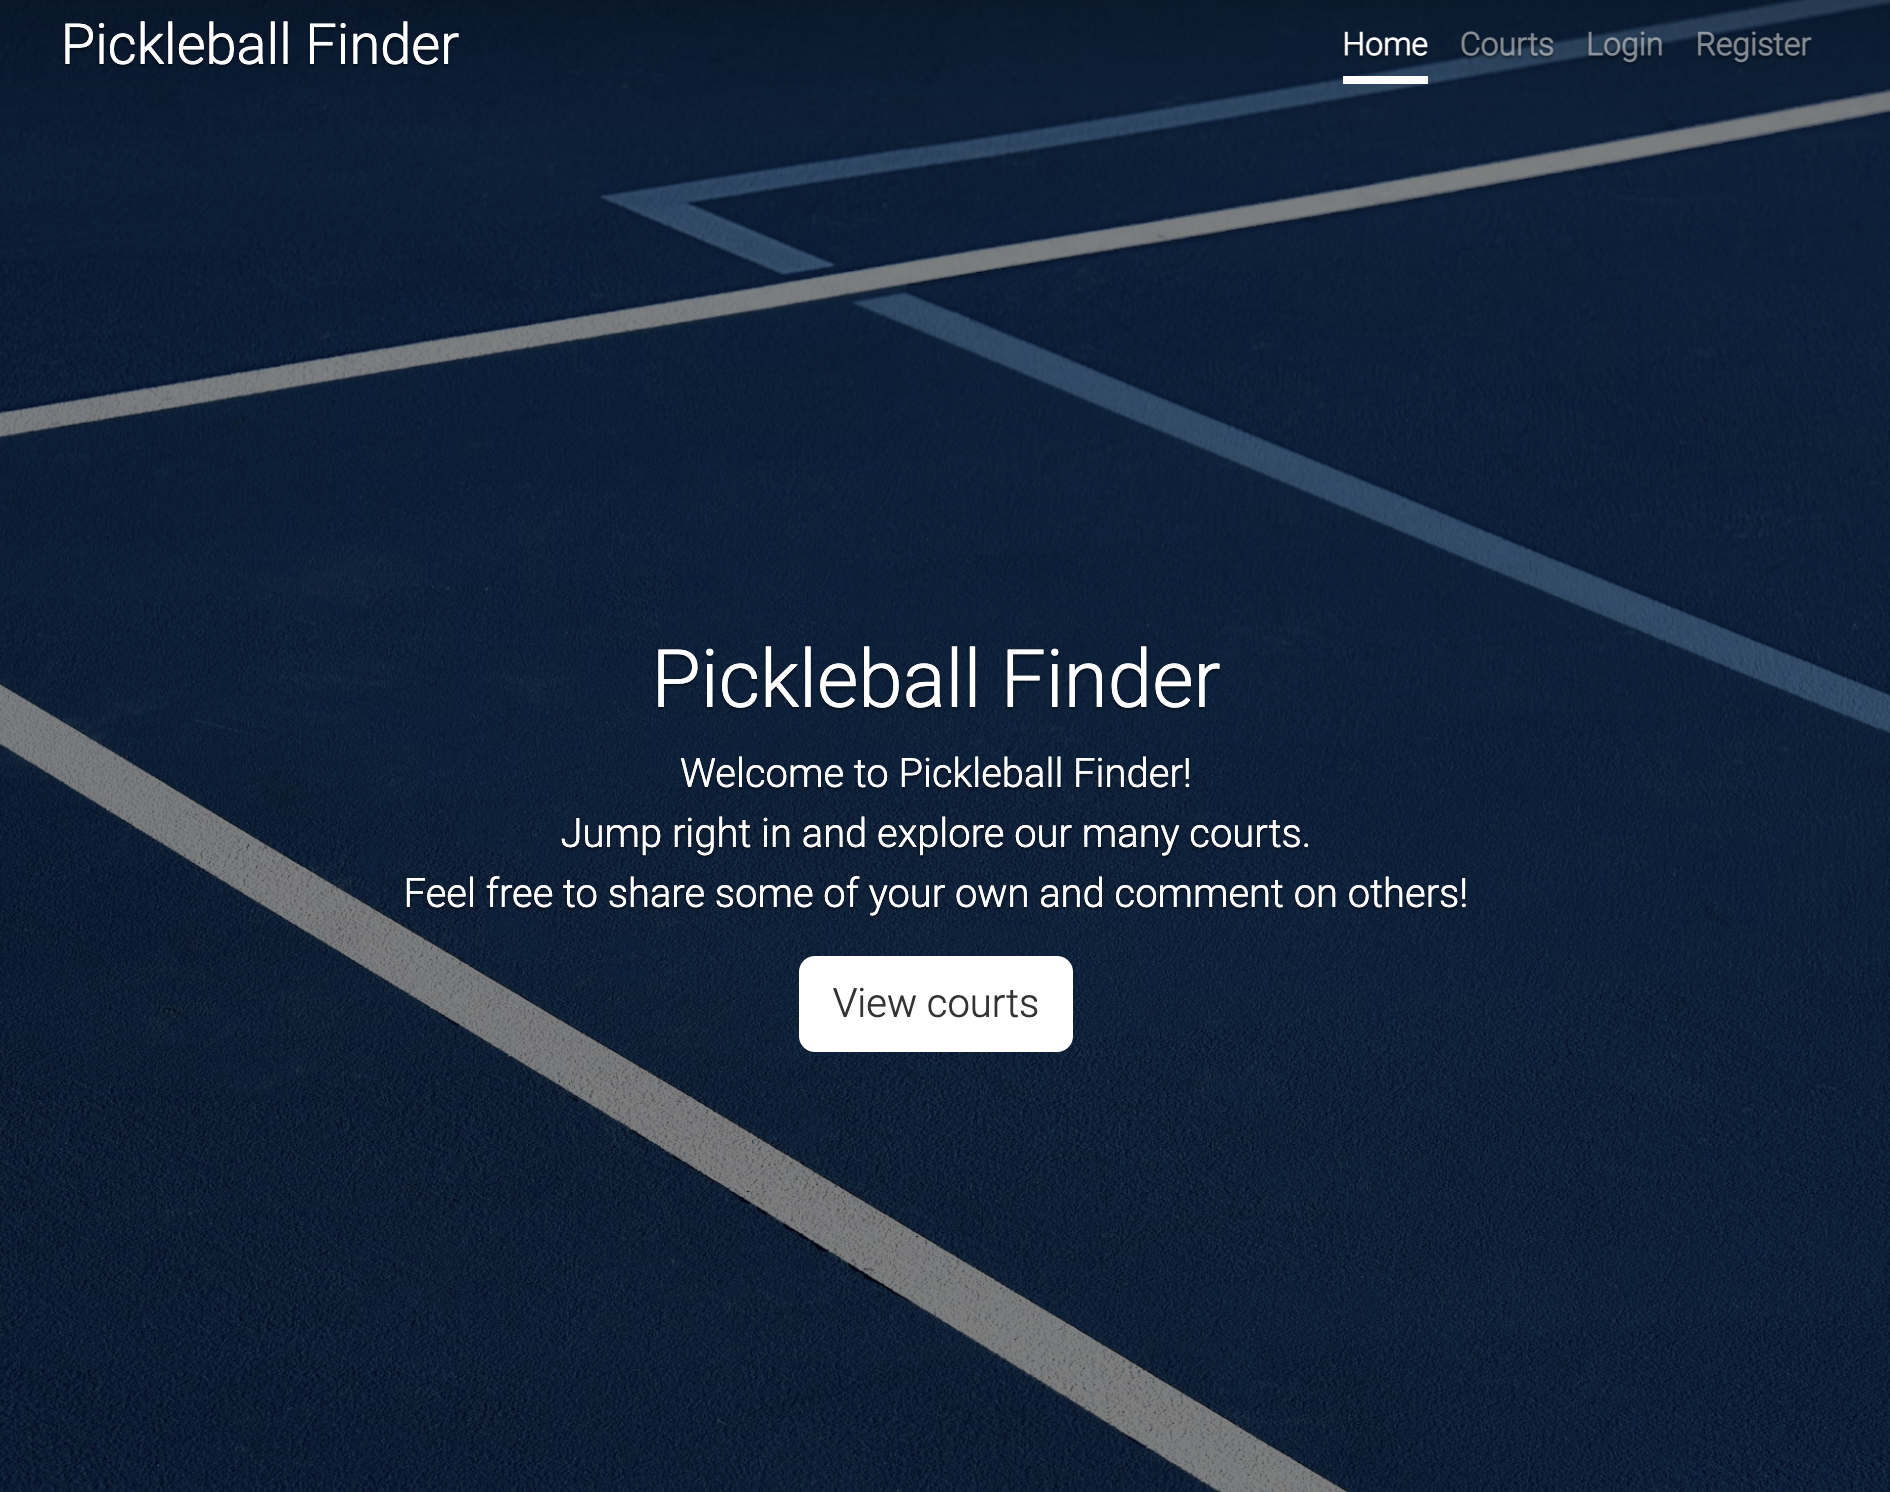 Pickleball Finder
Home Courts Login Register
Pickleball Finder
Welcome to Pickleball Finder!
Jump right in and explore our many courts.
Feel free to share some of your own and comment on others!
View courts